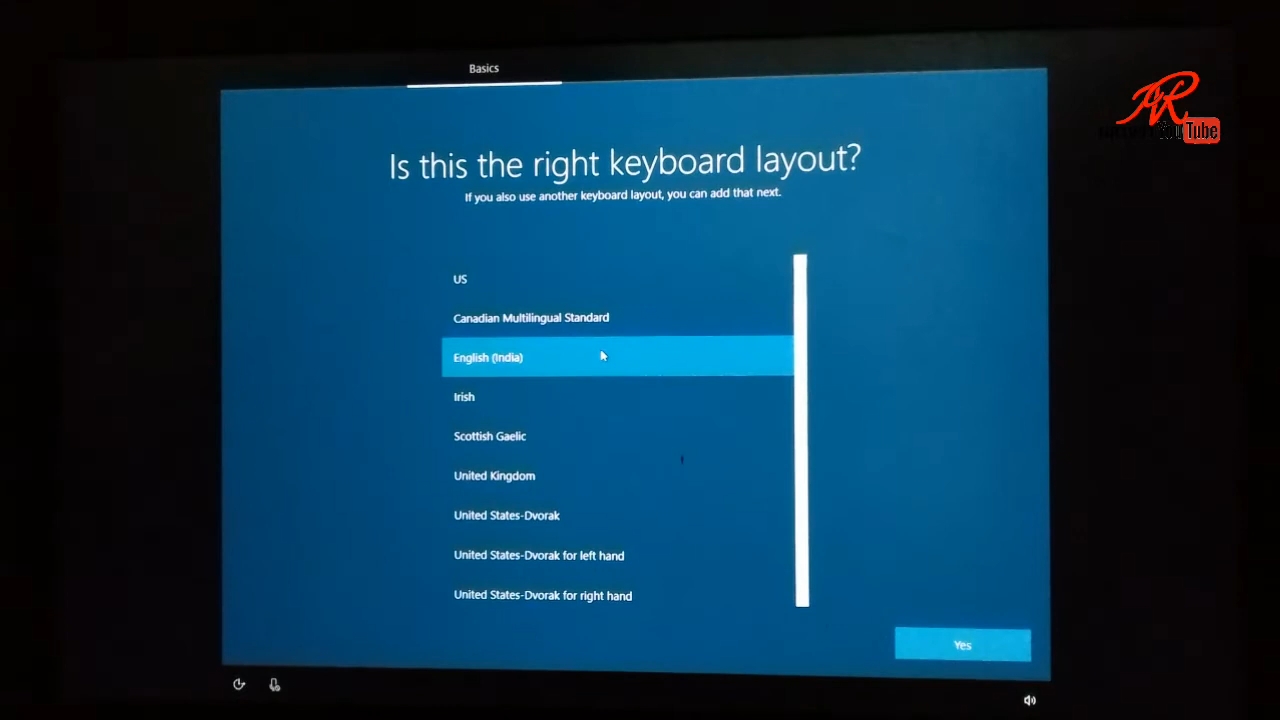 Basics
Is this the right keyboard layout?
If you also use another keyboard layout, you can add that next.
US
Canadian Multilingual Standard
English (India)
Irish
Scottish Gaelic
United Kingdom
United States-Dvorak
United States-Dvorak for left hand
United States-Dvorak for right hand
Yes
AR
YouTube